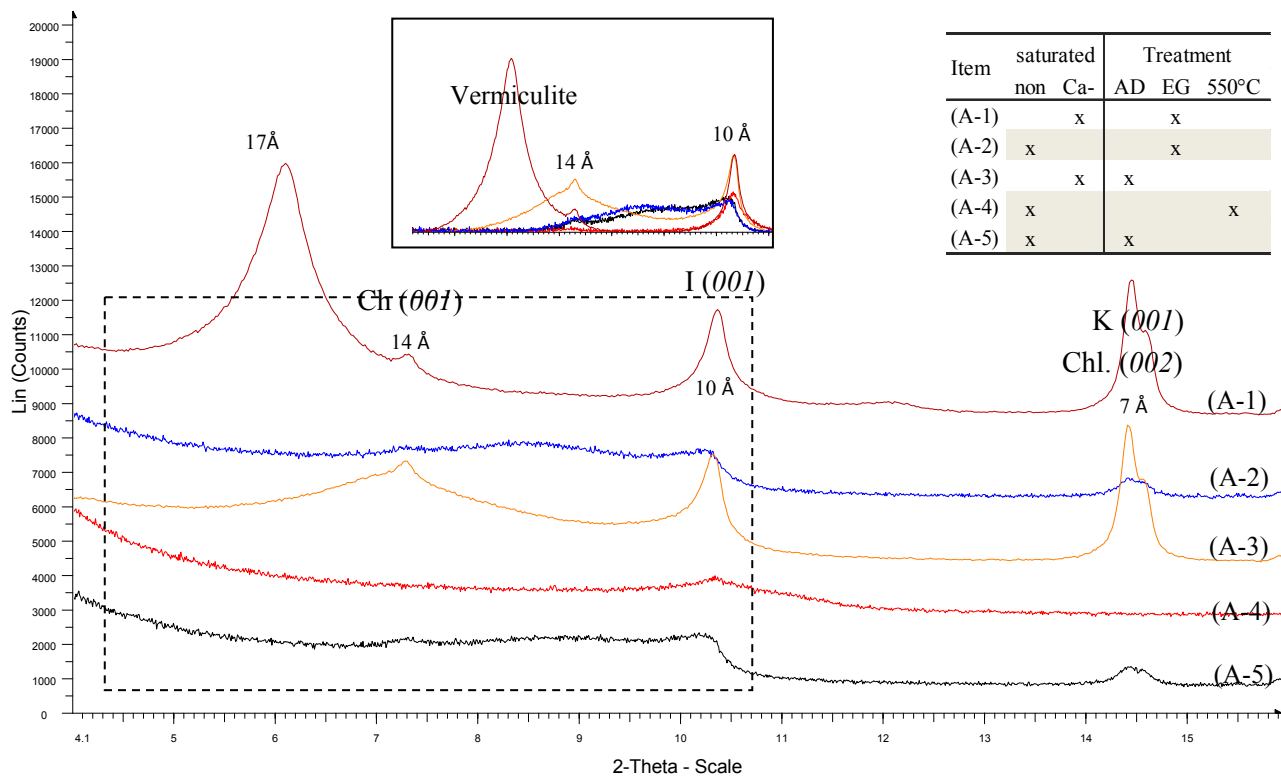 20000
19000
18000
17000
16000
15000
14000
13000
12000
11000
10000
9000
8000
7000
6000
5000
4000
3000
2000
1000
0
Lin (Counts)
4.1 5 6 7 8 9 10 11 12 13 14 15
2-Theta - Scale
Vermiculite
14 Å
10 Å
Item saturated Treatment
non Ca- AD EG 550°C
(A-1) x x
(A-2) x x
(A-3) x x
(A-4) x x
(A-5) x x
17Å
Ch (001)
14 Å
I (001)
10 Å
K (001)
Chl. (002)
7 Å
(A-1)
(A-2)
(A-3)
(A-4)
(A-5)